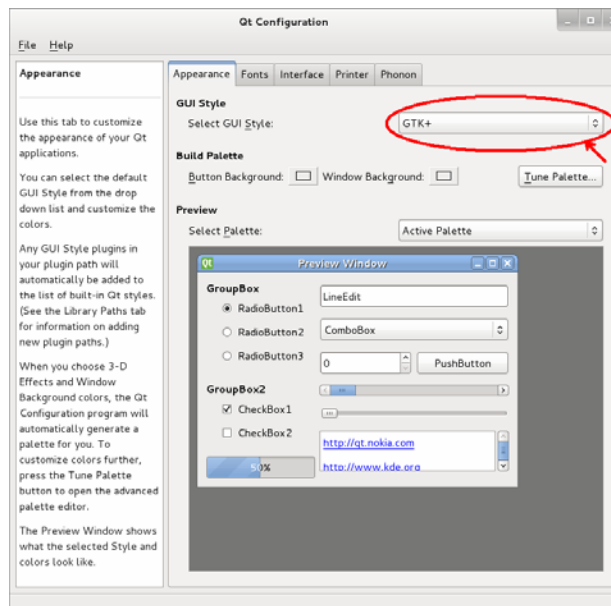 Qt Configuration
File Help
Appearance
Use this tab to customize
the appearance of your Qt
applications.
You can select the default
GUI Style from the drop
down list and customize the
colors.
Any GUI Style plugins in
your plugin path will
automatically be added to
the list of built-in Qt styles.
(See the Library Paths tab
for information on adding
new plugin paths.)
When you choose 3-D
Effects and Window
Background colors, the Qt
Configuration program will
automatically generate a
palette for you. To
customize colors further,
press the Tune Palette
button to open the advanced
palette editor.
The Preview Window shows
what the selected Style and
colors look like.
Appearance Fonts Interface Printer Phonon
GUI Style
Select GUI Style: GTK+
Build Palette
Button Background: Window Background: Tune Palette...
Preview
Select Palette: Active Palette
Qt Preview Window
GroupBox
RadioButton1
RadioButton2
RadioButton3
GroupBox2
CheckBox1
CheckBox2
50%
LineEdit
ComboBox
0 PushButton
http://qt.nokia.com
http://www.kde.org